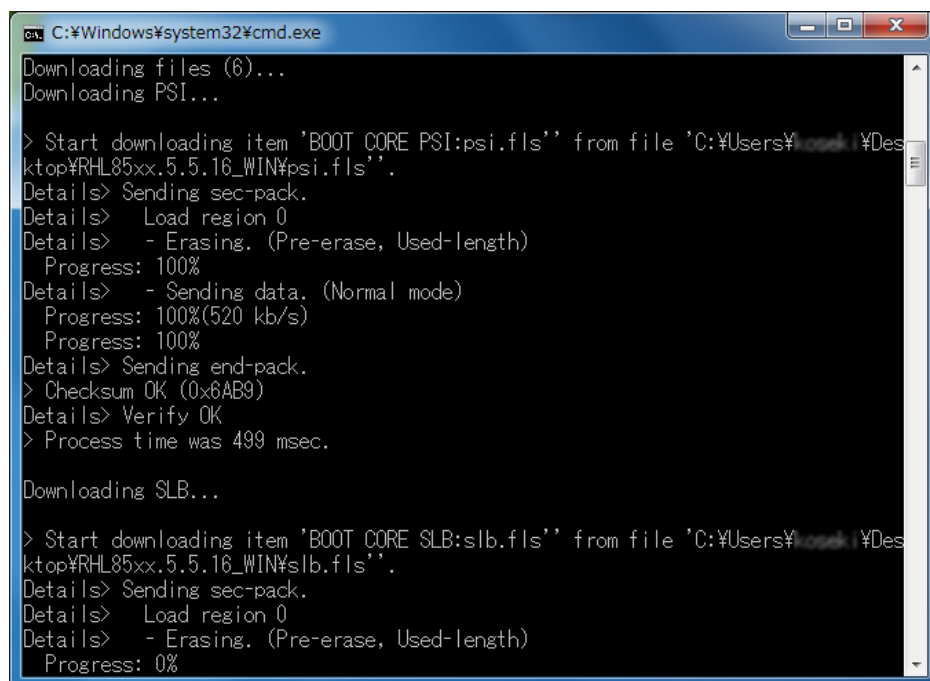 C:¥Windows¥system32¥cmd.exe
Downloading files (6)...
Downloading PSI...
> Start downloading item 'BOOT CORE PSI:psi.fls'' from file 'C:¥Users¥ ¥Des
ktop¥RHL85xx.5.5.16_WIN¥psi.fls''.
Details> Sending sec-pack.
Details>   Load region 0
Details>   - Erasing. (Pre-erase, Used-length)
  Progress: 100%
Details>   - Sending data. (Normal mode)
  Progress: 100%(520 kb/s)
  Progress: 100%
Details> Sending end-pack.
> Checksum OK (0x6AB9)
Details> Verify OK
> Process time was 499 msec.
Downloading SLB...
> Start downloading item 'BOOT CORE SLB:slb.fls'' from file 'C:¥Users¥ ¥Des
ktop¥RHL85xx.5.5.16_WIN¥slb.fls''.
Details> Sending sec-pack.
Details>   Load region 0
Details>   - Erasing. (Pre-erase, Used-length)
  Progress: 0%